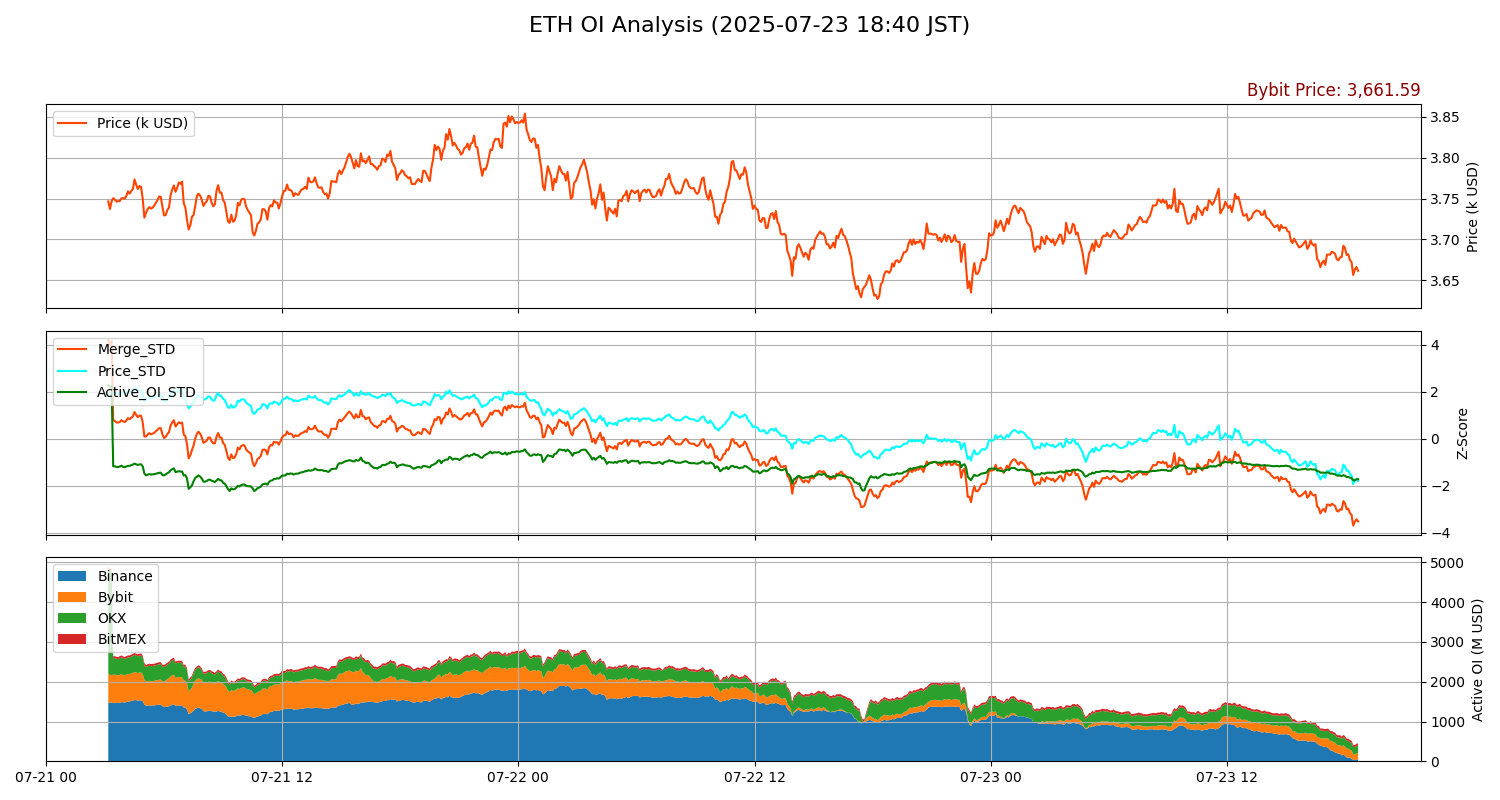 ETH OI Analysis (2025-07-23 18:40 JST)
Bybit Price: 3,661.59
Price (k USD)
3.85
3.80
3.75
3.70
3.65
Price (k USD)
Merge_STD
Price_STD
Active_OI_STD
4
2
0
−2
−4
Z-Score
Binance
Bybit
OKX
BitMEX
5000
4000
3000
2000
1000
0
Active OI (M USD)
07-21 00
07-21 12
07-22 00
07-22 12
07-23 00
07-23 12